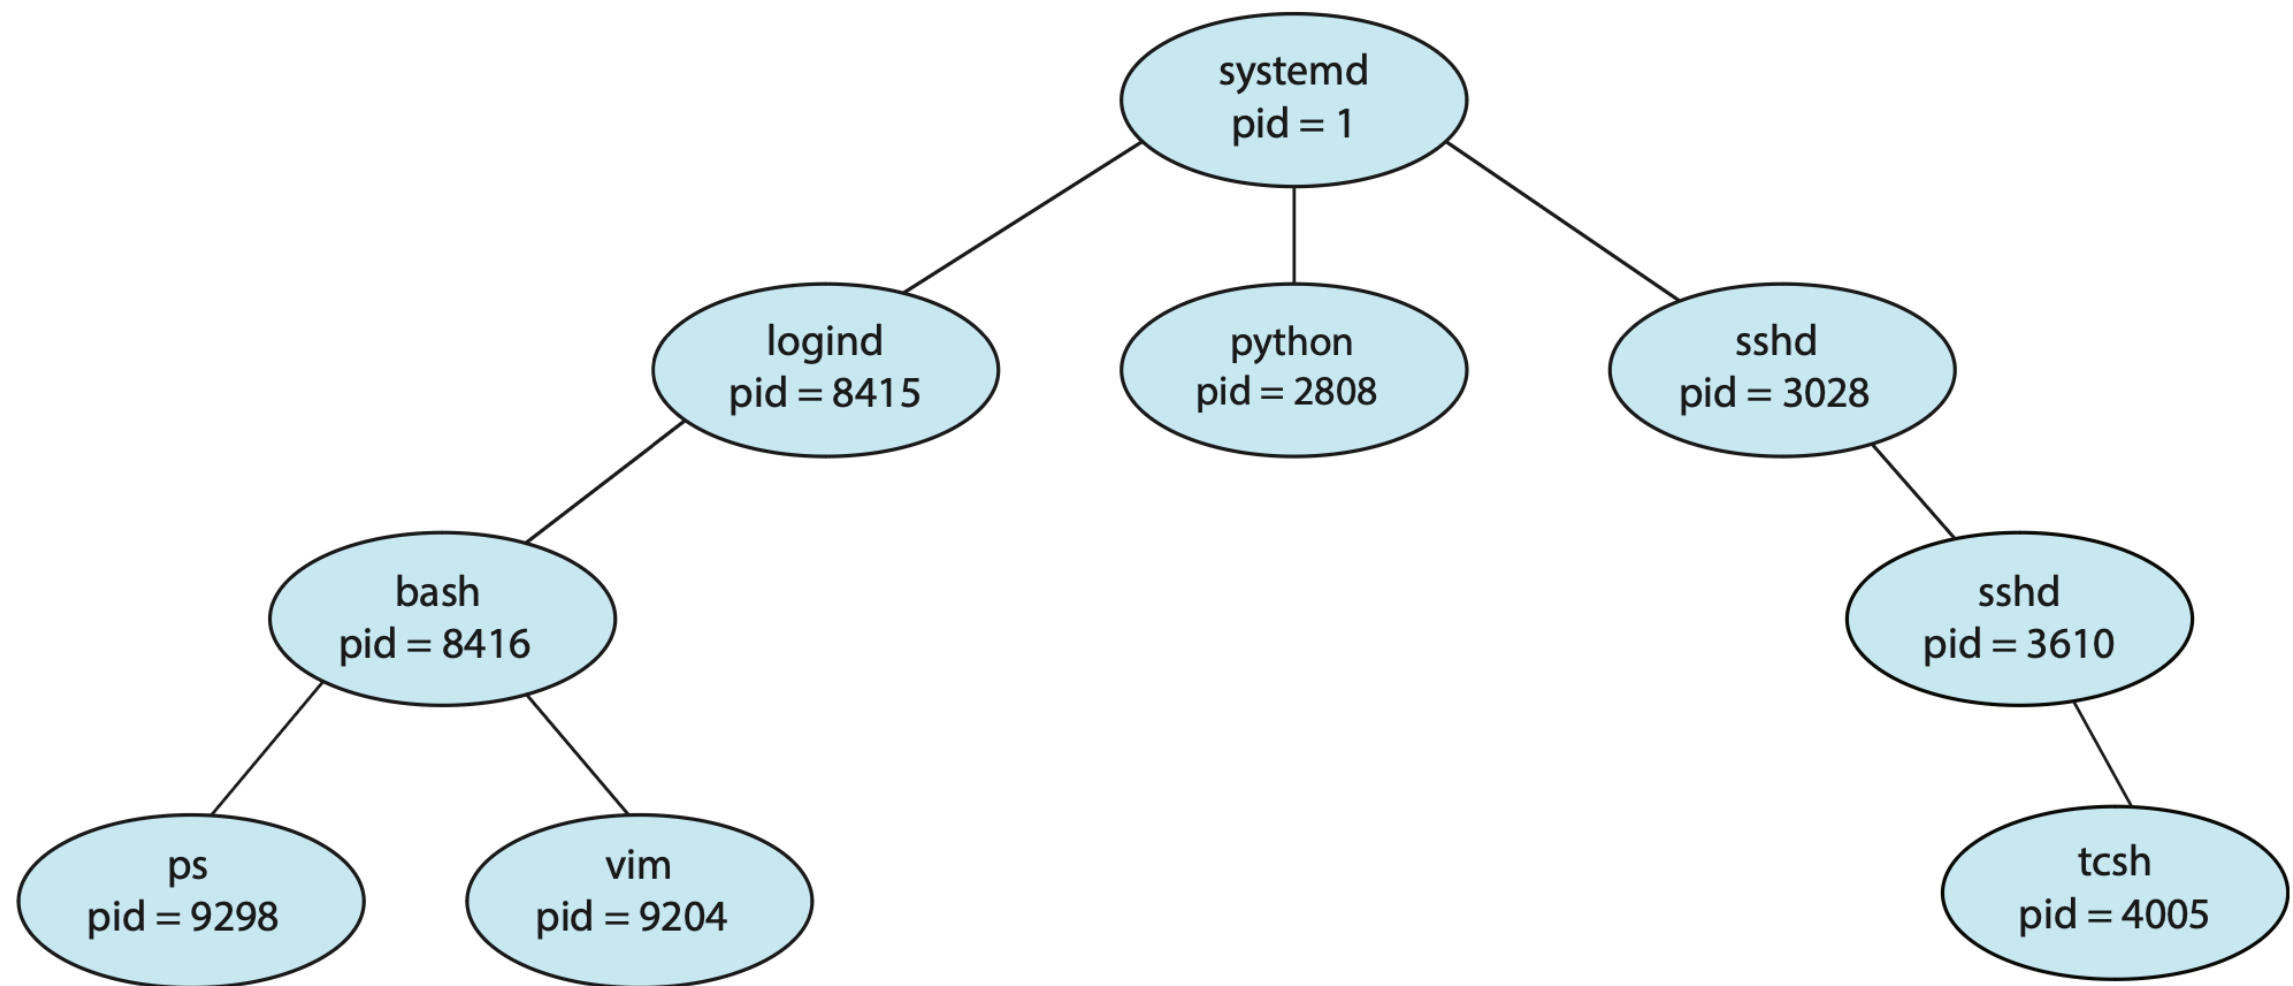 systemd
pid = 1
logind
pid = 8415
python
pid = 2808
sshd
pid = 3028
bash
pid = 8416
sshd
pid = 3610
ps
pid = 9298
vim
pid = 9204
tcsh
pid = 4005